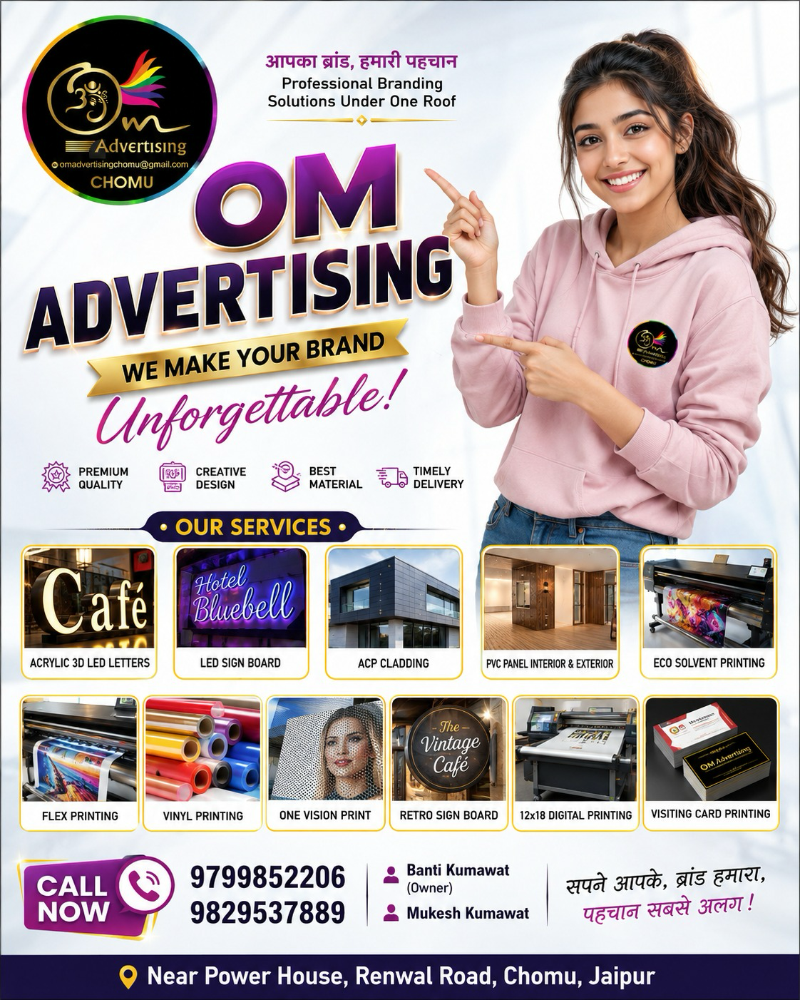 Om
Advertising
omadvertisingchomu@gmail.com
CHOMU
आपका ब्रांड, हमारी पहचान
Professional Branding
Solutions Under One Roof
OM
ADVERTISING
WE MAKE YOUR BRAND
Unforgettable!
PREMIUM
QUALITY
CREATIVE
DESIGN
BEST
MATERIAL
TIMELY
DELIVERY
OUR SERVICES
Café
ACRYLIC 3D LED LETTERS
Hotel
Bluebell
LED SIGN BOARD
ACP CLADDING
PVC PANEL INTERIOR & EXTERIOR
ECO SOLVENT PRINTING
FLEX PRINTING
VINYL PRINTING
ONE VISION PRINT
The
Vintage
Café
RETRO SIGN BOARD
12x18 DIGITAL PRINTING
OM Advertising
VISITING CARD PRINTING
CALL
NOW
9799852206
9829537889
Banti Kumawat
(Owner)
Mukesh Kumawat
सपने आपके, ब्रांड हमारा,
पहचान सबसे अलग!
Near Power House, Renwal Road, Chomu, Jaipur